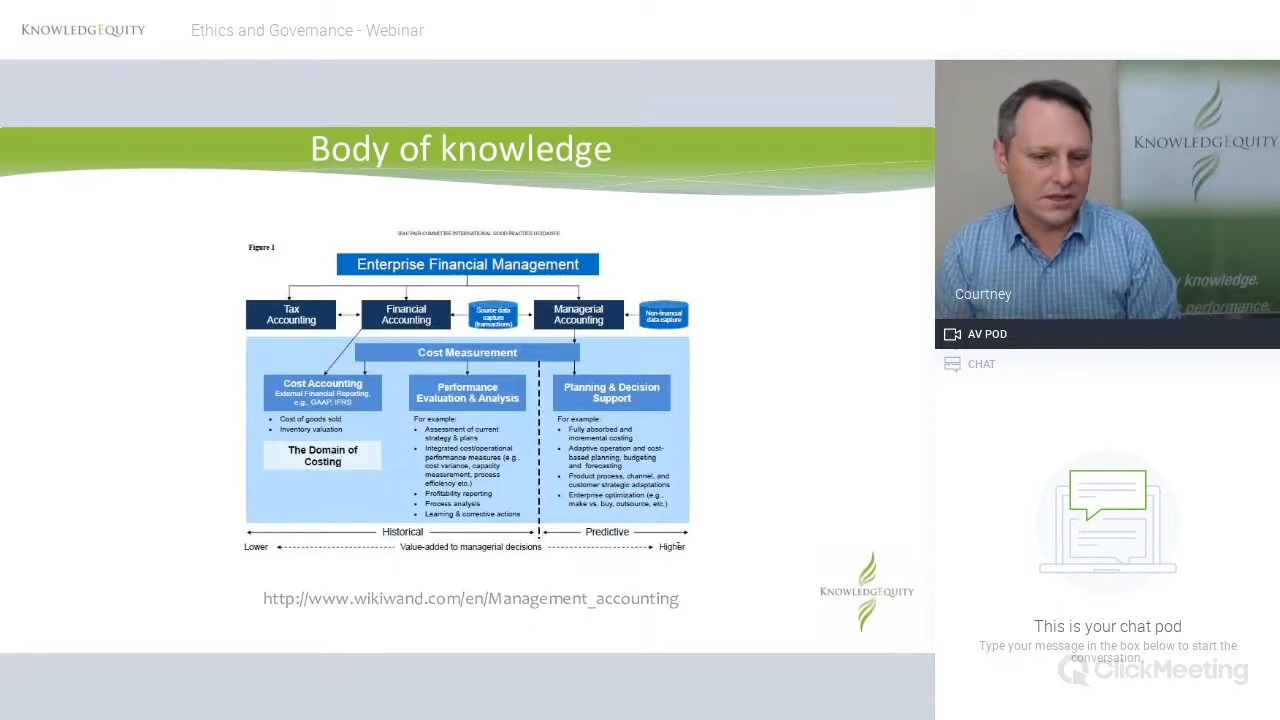 KNOWLEDGEQUITY
Ethics and Governance - Webinar
Body of knowledge
IFAC PAIB COMMITTEE INTERNATIONAL GOOD PRACTICE GUIDANCE
Figure 1
Enterprise Financial Management
Tax
Accounting
Financial
Accounting
Source data
capture
(transactions)
Managerial
Accounting
Non-financial
data capture
Cost Measurement
Cost Accounting
External Financial Reporting,
e.g., GAAP, IFRS
• Cost of goods sold
• Inventory valuation
The Domain of
Costing
Performance
Evaluation & Analysis
For example:
• Assessment of current
strategy & plans
• Integrated cost/operational
performance measures (e.g.,
cost variance, capacity
measurement, process
efficiency etc.)
• Profitability reporting
• Process analysis
• Learning & corrective actions
Planning & Decision
Support
For example:
• Fully absorbed and
incremental costing
• Adaptive operation and cost-
based planning, budgeting
and forecasting
• Product process, channel, and
customer strategic adaptations
• Enterprise optimization (e.g.,
make vs. buy, outsource, etc.)
Historical
Predictive
Lower
Value-added to managerial decisions
Higher
http://www.wikiwand.com/en/Management_accounting
KNOWLEDGEQUITY
KNOWLEDGEQUITY
y knowledge.
performance.
Courtney
AV POD
CHAT
This is your chat pod
Type your message in the box below to start the
conversation.
ClickMeeting